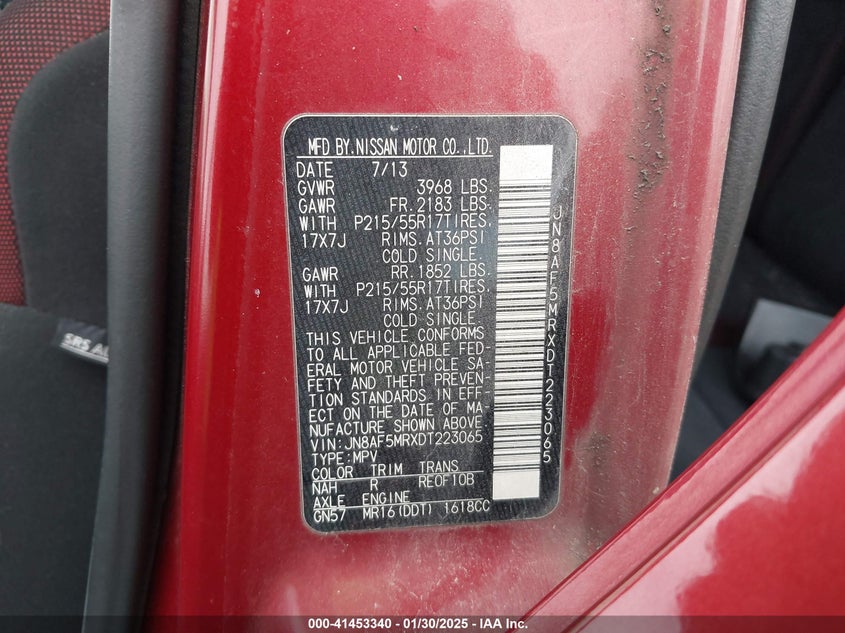 MFD BY.NISSAN MOTOR CO.,LTD.
DATE 7/13
GVWR 3968 LBS.
GAWR FR.2183 LBS.
WITH P215/55R17TIRES.
17X7J RIMS.AT36PSI
COLD SINGLE.
GAWR RR.1852 LBS.
WITH P215/55R17TIRES.
17X7J RIMS.AT36PSI
COLD SINGLE.
THIS VEHICLE CONFORMS
TO ALL APPLICABLE FED-
ERAL MOTOR VEHICLE SA-
FETY AND THEFT PREVEN-
TION STANDARDS IN EFF-
ECT ON THE DATE OF MA-
NUFACTURE SHOWN ABOVE
VIN:JN8AF5MRXDT223065
TYPE:MPV
COLOR TRIM TRANS
NAH R RE0F10B
AXLE ENGINE
GN57 MR16(DDT) 1618CC
JN8AF5MRXDT223065
SRS
000-41453340 - 01/30/2025 - IAA Inc.